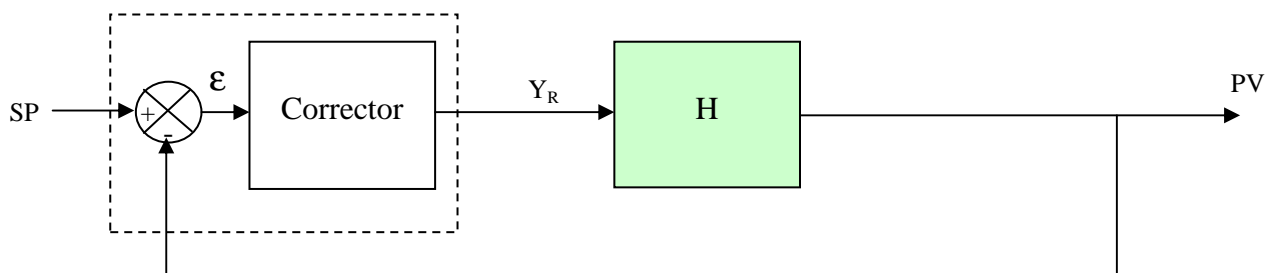 SP
+
-
ε
Corrector
Y_R
H
PV